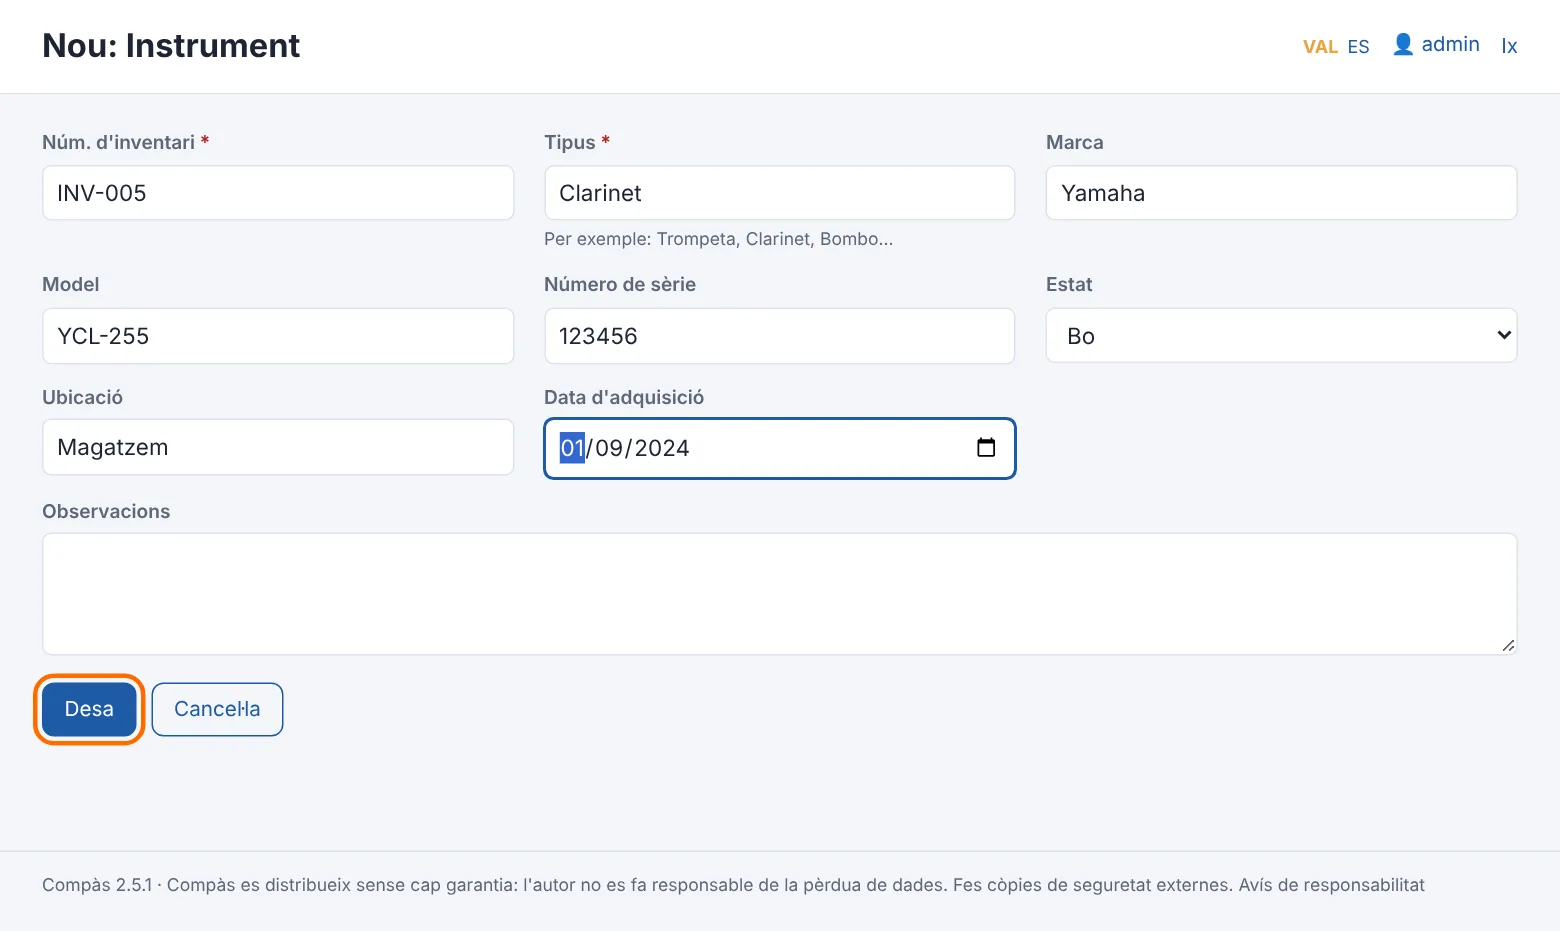 Nou: Instrument
VAL ES admin Ix
Núm. d'inventari * Tipus * Marca
INV-005 Clarinet Yamaha
Per exemple: Trompeta, Clarinet, Bombo...
Model Número de sèrie Estat
YCL-255 123456 Bo
Ubicació Data d'adquisició
Magatzem 01/09/2024
Observacions
Desa Cancel·la
Compàs 2.5.1 · Compàs es distribueix sense cap garantia: l'autor no es fa responsable de la pèrdua de dades. Fes còpies de seguretat externes. Avís de responsabilitat